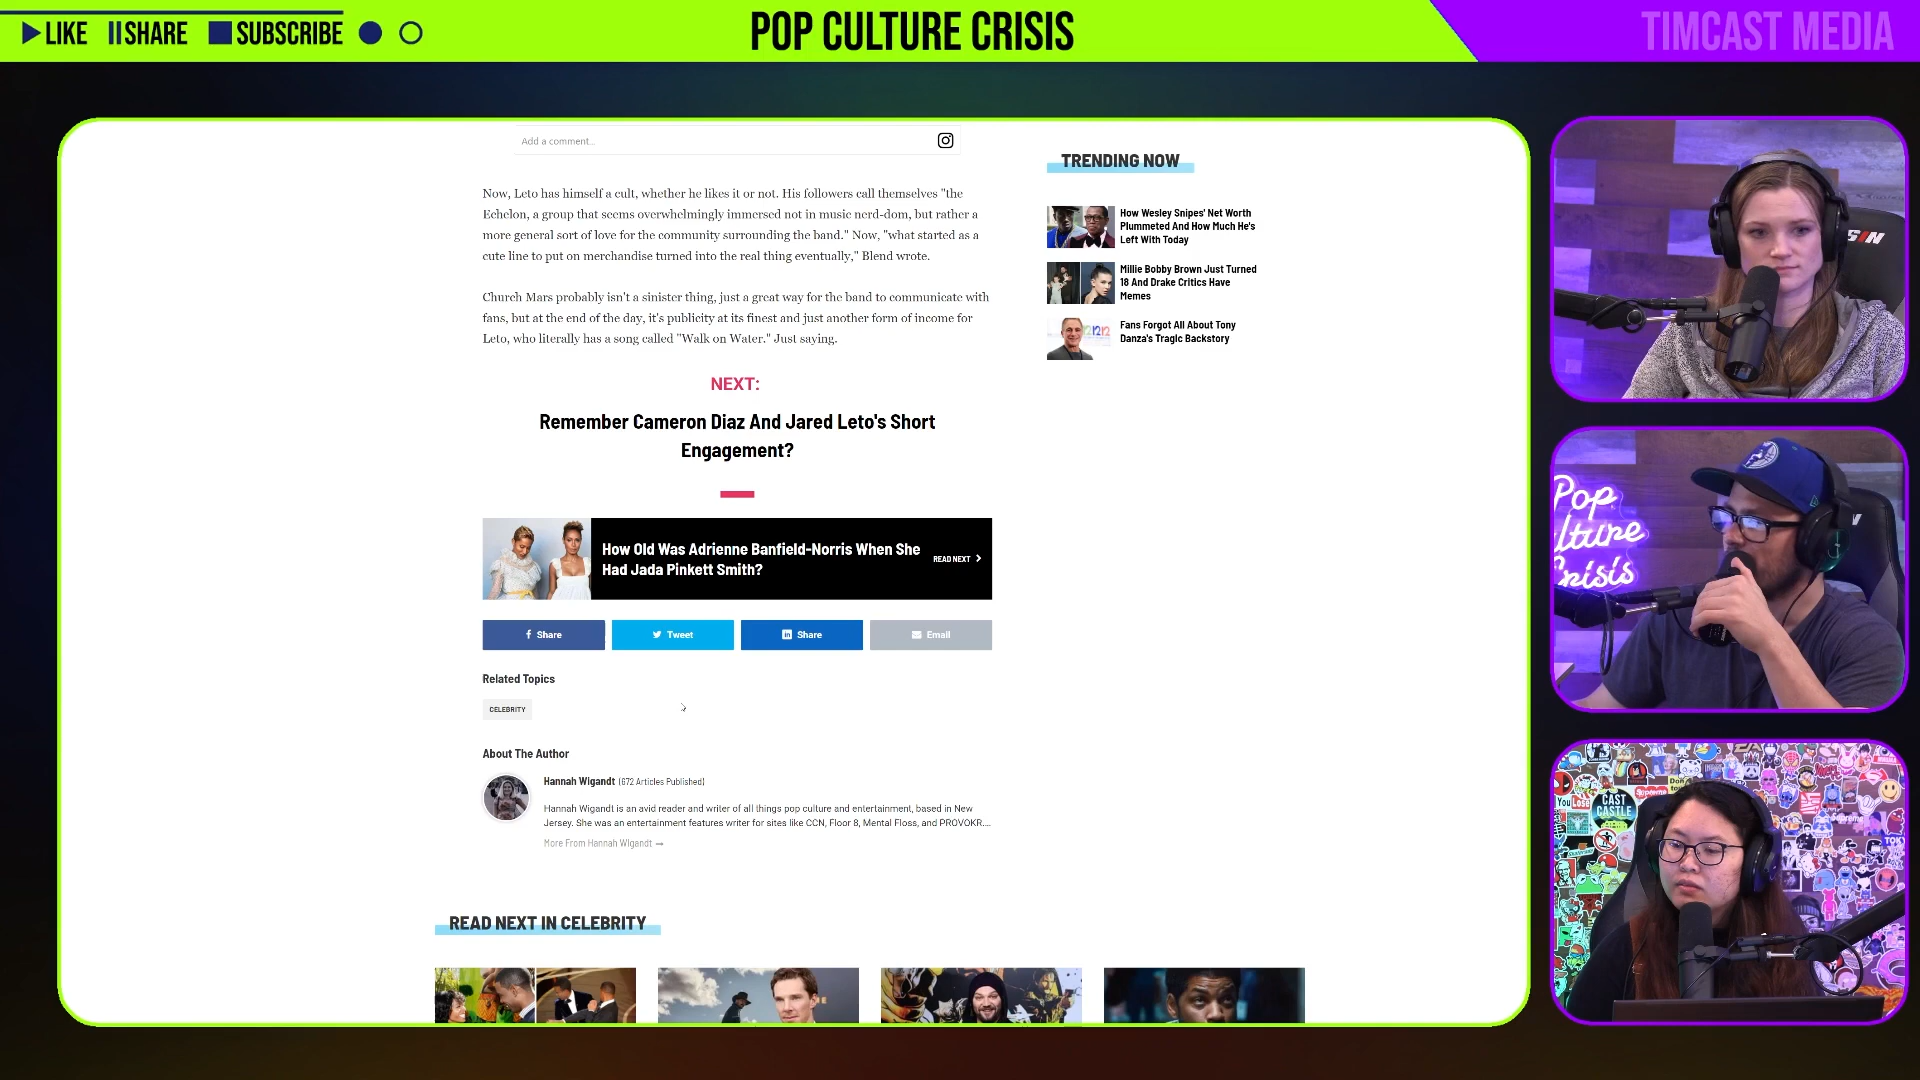 LIKE SHARE SUBSCRIBE
POP CULTURE CRISIS
TIMCAST MEDIA
Add a comment...
Now, Leto has himself a cult, whether he likes it or not. His followers call themselves "the
Echelon, a group that seems overwhelmingly immersed not in music nerd-dom, but rather a
more general sort of love for the community surrounding the band." Now, "what started as a
cute line to put on merchandise turned into the real thing eventually," Blend wrote.
Church Mars probably isn't a sinister thing, just a great way for the band to communicate with
fans, but at the end of the day, it's publicity at its finest and just another form of income for
Leto, who literally has a song called "Walk on Water." Just saying.
NEXT:
Remember Cameron Diaz And Jared Leto's Short
Engagement?
How Old Was Adrienne Banfield-Norris When She
Had Jada Pinkett Smith?
READ NEXT
Share
Tweet
Share
Email
Related Topics
CELEBRITY
About The Author
Hannah Wigandt (672 Articles Published)
Hannah Wigandt is an avid reader and writer of all things pop culture and entertainment, based in New
Jersey. She was an entertainment features writer for sites like CCN, Floor 8, Mental Floss, and PROVOKR....
More From Hannah Wigandt
READ NEXT IN CELEBRITY
TRENDING NOW
How Wesley Snipes' Net Worth
Plummeted And How Much He's
Left With Today
Millie Bobby Brown Just Turned
18 And Drake Critics Have
Memes
Fans Forgot All About Tony
Danza's Tragic Backstory
Pop
lture
Crisis
You Lose
CAST
CASTLE
Supreme